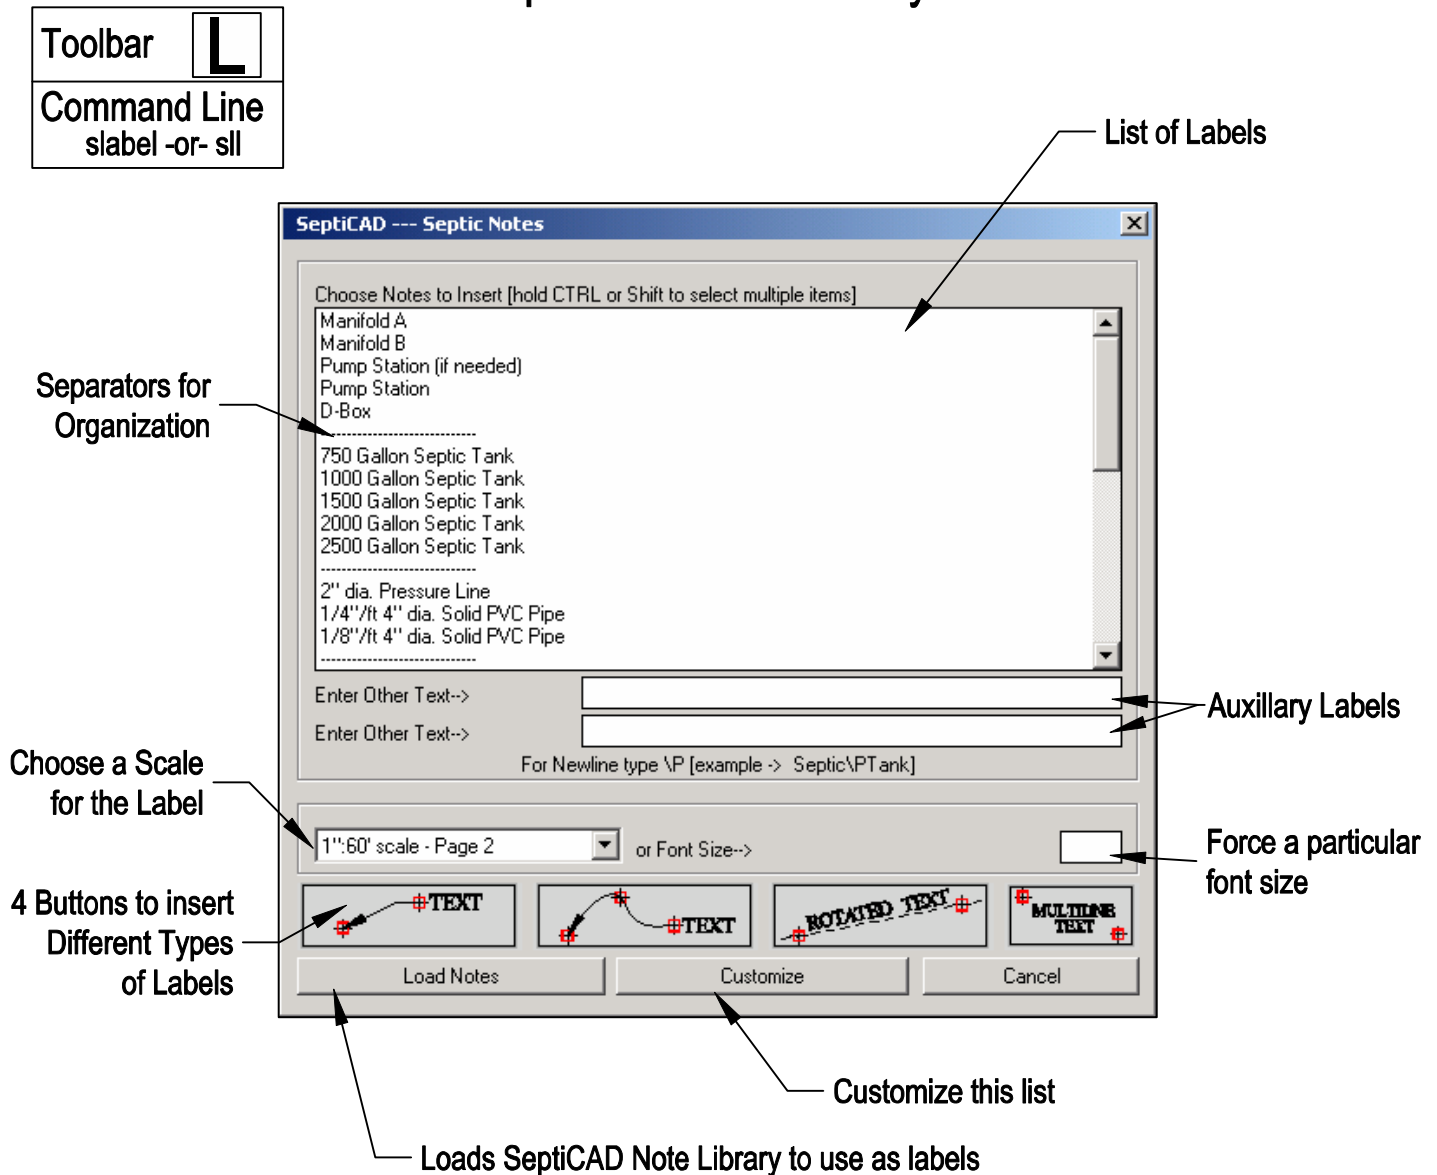 Toolbar L
Command Line
slabel -or- sll
List of Labels
SeptiCAD --- Septic Notes
Choose Notes to Insert [hold CTRL or Shift to select multiple items]
Manifold A
Manifold B
Pump Station (if needed)
Pump Station
D-Box
------------------------------
750 Gallon Septic Tank
1000 Gallon Septic Tank
1500 Gallon Septic Tank
2000 Gallon Septic Tank
2500 Gallon Septic Tank
------------------------------
2" dia. Pressure Line
1/4"/ft 4" dia. Solid PVC Pipe
1/8"/ft 4" dia. Solid PVC Pipe
------------------------------
Separators for
Organization
Enter Other Text-->
Enter Other Text-->
Auxillary Labels
For Newline type \P [example -> Septic\PTank]
Choose a Scale
for the Label
1":60' scale - Page 2
or Font Size-->
Force a particular
font size
4 Buttons to insert
Different Types
of Labels
TEXT
TEXT
ROTATED TEXT
MULTILINE
TEXT
Load Notes
Customize
Cancel
Customize this list
Loads SeptiCAD Note Library to use as labels